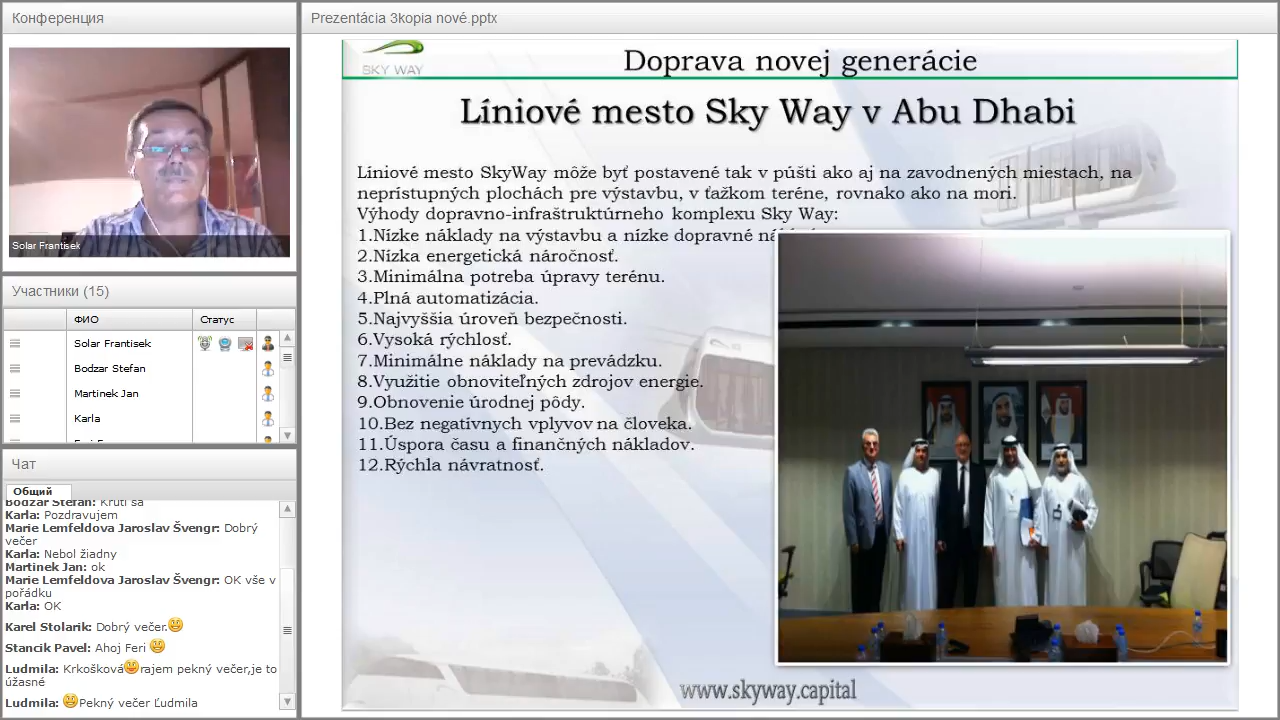 Конференция
Solar Frantisek
Участники (15)
ФИО
Статус
Solar Frantisek
Bodzar Stefan
Martinek Jan
Karla
Чат
Общий
Bodzar Stefan: Krúti sa
Karla: Pozdravujem
Marie Lemfeldova Jaroslav Švengr: Dobrý
večer
Karla: Nebol žiadny
Martinek Jan: ok
Marie Lemfeldova Jaroslav Švengr: OK vše v
pořádku
Karla: OK
Karel Stolarik: Dobrý večer.
Stancik Pavel: Ahoj Feri
Ludmila: Krkošková rajem pekný večer,je to
úžasné
Ludmila: Pekný večer Ľudmila
Prezentácia 3kopia nové.pptx
SKY WAY
Doprava novej generácie
Líniové mesto Sky Way v Abu Dhabi
Líniové mesto SkyWay môže byť postavené tak v púšti ako aj na zavodnených miestach, na
neprístupných plochách pre výstavbu, v ťažkom teréne, rovnako ako na mori.
Výhody dopravno-infraštruktúrneho komplexu Sky Way:
1.Nízke náklady na výstavbu a nízke dopravné
2.Nízka energetická náročnosť.
3.Minimálna potreba úpravy terénu.
4.Plná automatizácia.
5.Najvyššia úroveň bezpečnosti.
6.Vysoká rýchlosť.
7.Minimálne náklady na prevádzku.
8.Využitie obnoviteľných zdrojov energie.
9.Obnovenie úrodnej pôdy.
10.Bez negatívnych vplyvov na človeka.
11.Úspora času a finančných nákladov.
12.Rýchla návratnosť.
www.skyway.capital